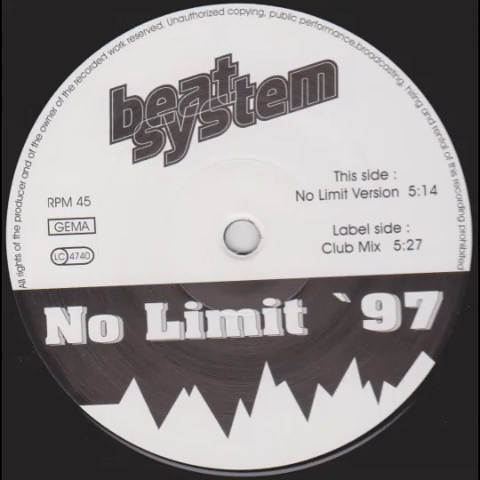 All rights of the producer and of the owner of the recorded work reserved. Unauthorized copying, public performance, broadcasting, hiring and rental of this recording prohibited
beat
system
This side :
No Limit Version 5:14
RPM 45
GEMA
LC 4740
Label side :
Club Mix 5:27
No Limit `97